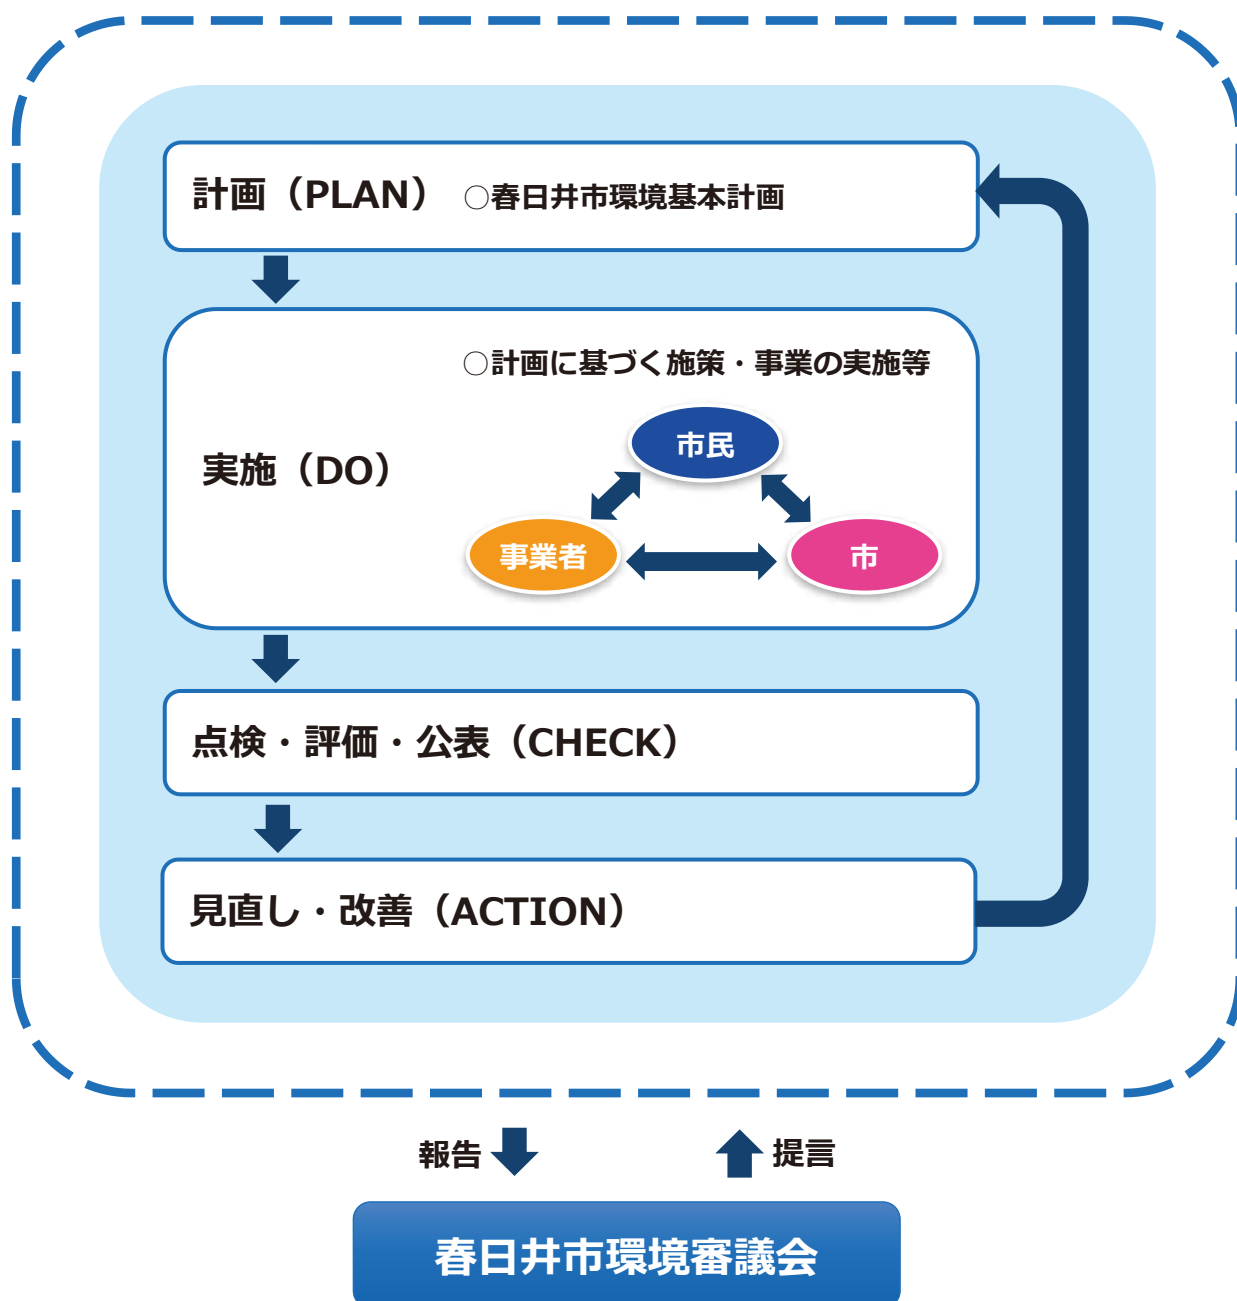 計画（PLAN） ○春日井市環境基本計画
○計画に基づく施策・事業の実施等
市民
実施（DO）
事業者
市
点検・評価・公表（CHECK）
見直し・改善（ACTION）
報告
提言
春日井市環境審議会